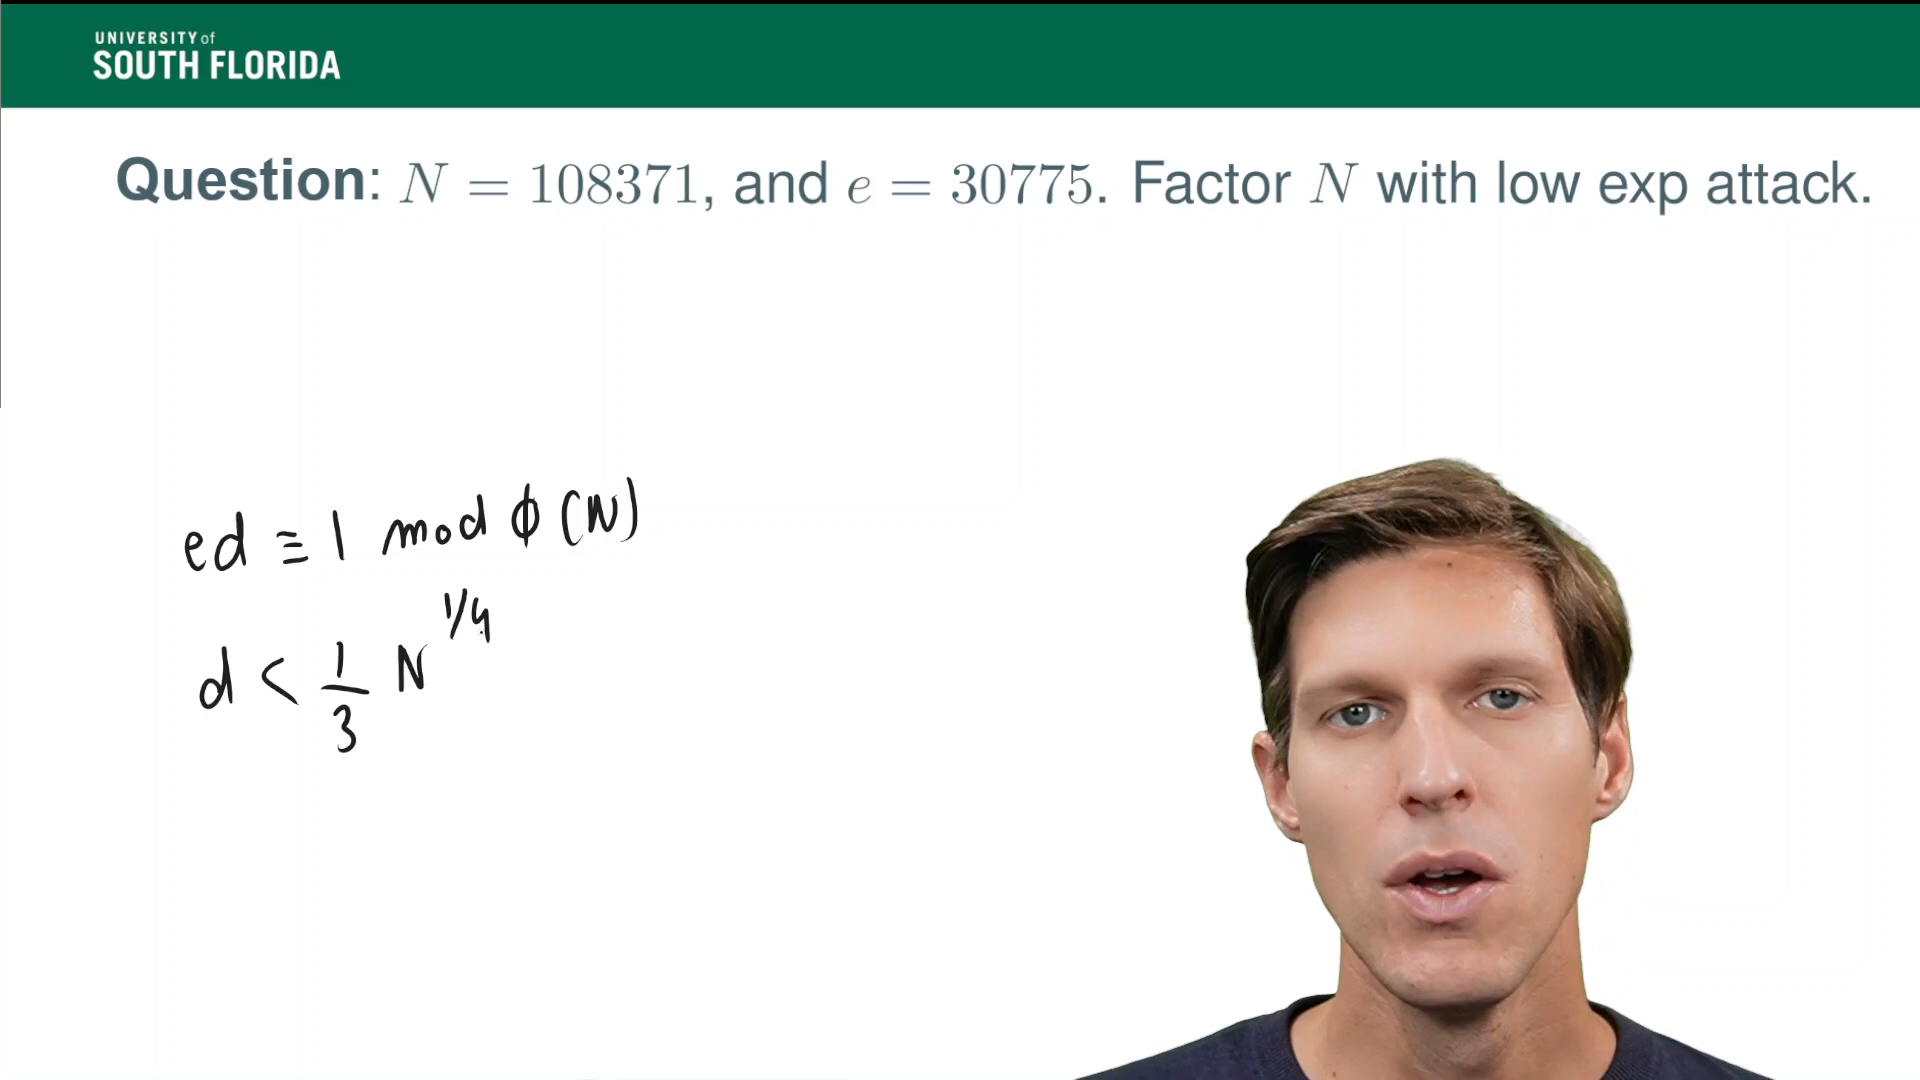 UNIVERSITY of
SOUTH FLORIDA
Question: N = 108371, and e = 30775. Factor N with low exp attack.
ed ≡ 1 mod ϕ(N)
d < 1/3 N^1/4